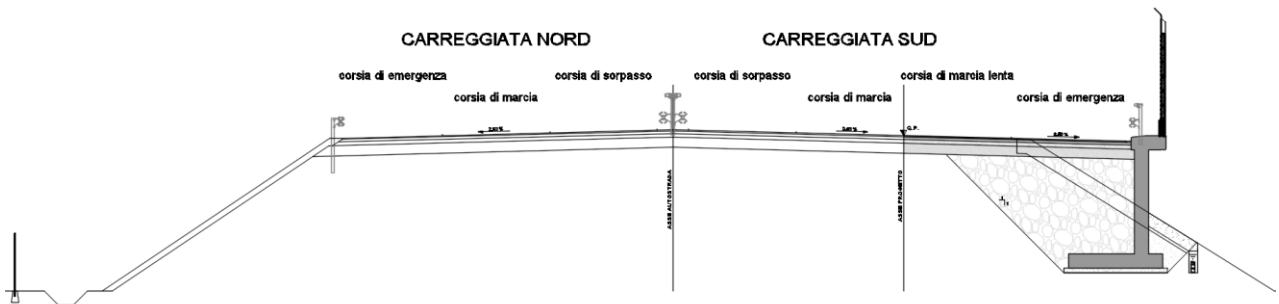 CARREGGIATA NORD
CARREGGIATA SUD
corsia di emergenza
corsia di sorpasso
corsia di sorpasso
corsia di marcia lenta
corsia di marcia
corsia di marcia
corsia di emergenza
ASSE AUTOSTRADA
ASSE PROGETTO